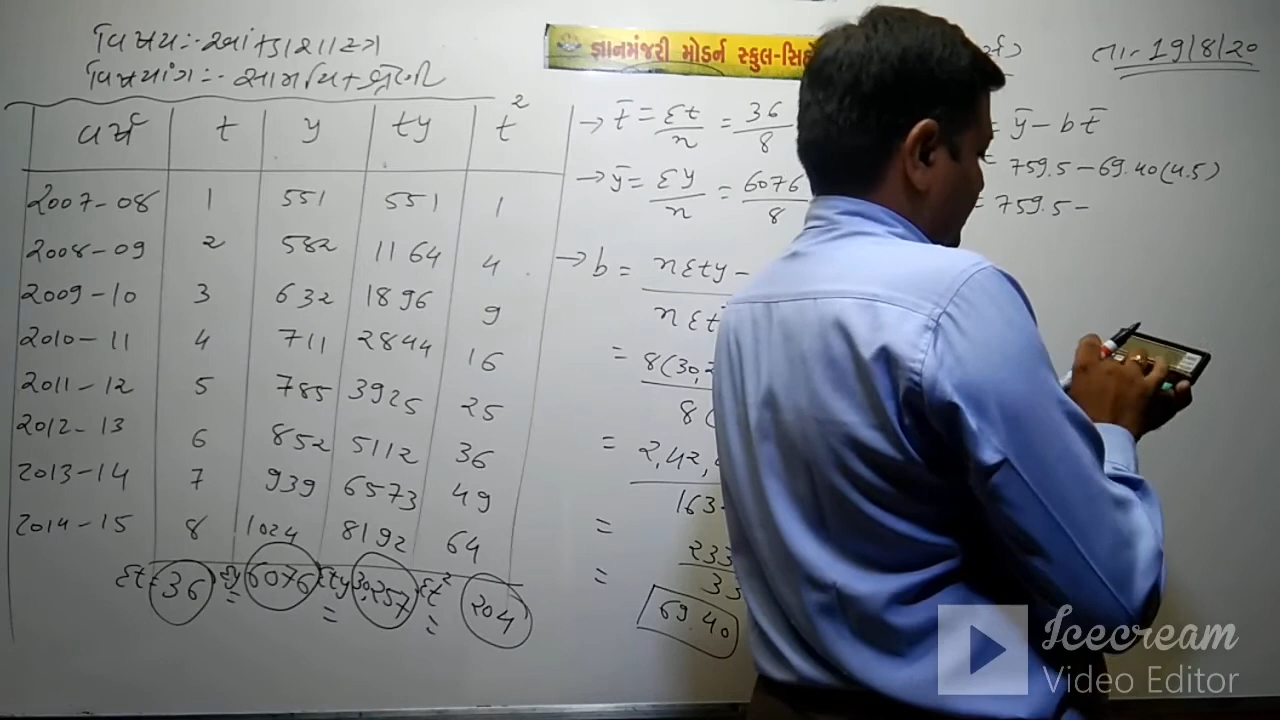 વિષય:- આંકડાશાસ્ત્ર
વિષયાંગ:- સામયિક શ્રેણી
જ્ઞાનમંજરી મોડર્ન સ્કુલ-સિહો
તા- 19/8/20
વર્ષ t y ty t²
2007-08 1 551 551 1
2008-09 2 582 1164 4
2009-10 3 632 1896 9
2010-11 4 711 2844 16
2011-12 5 785 3925 25
2012-13 6 852 5112 36
2013-14 7 939 6573 49
2014-15 8 1024 8192 64
Σt= 36 Σy= 6076 Σty= 30,257 Σt²= 204
→ t̄ = Σt/n = 36/8
→ ȳ = Σy/n = 6076/8
→ b = nΣty -
nΣt
= 8(30,2
8(
= 2,42,
163
=
= 233
33
69.40
= ȳ - b t̄
759.5 - 69.40(4.5)
= 759.5 -
Icecream
Video Editor